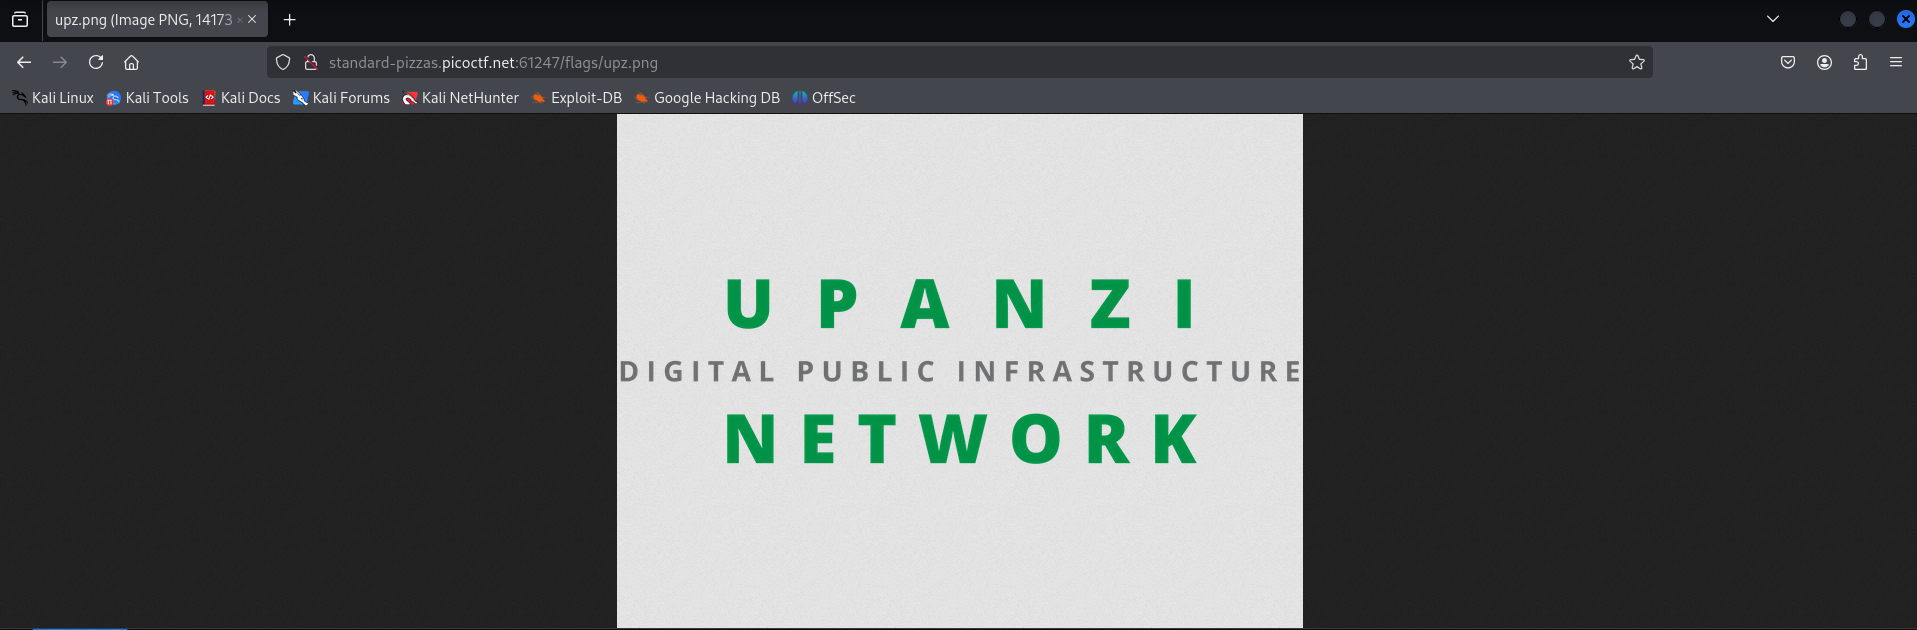 upz.png (Image PNG, 14173
standard-pizzas.picoctf.net:61247/flags/upz.png
Kali Linux Kali Tools Kali Docs Kali Forums Kali NetHunter Exploit-DB Google Hacking DB OffSec
UPANZI
DIGITAL PUBLIC INFRASTRUCTURE
NETWORK